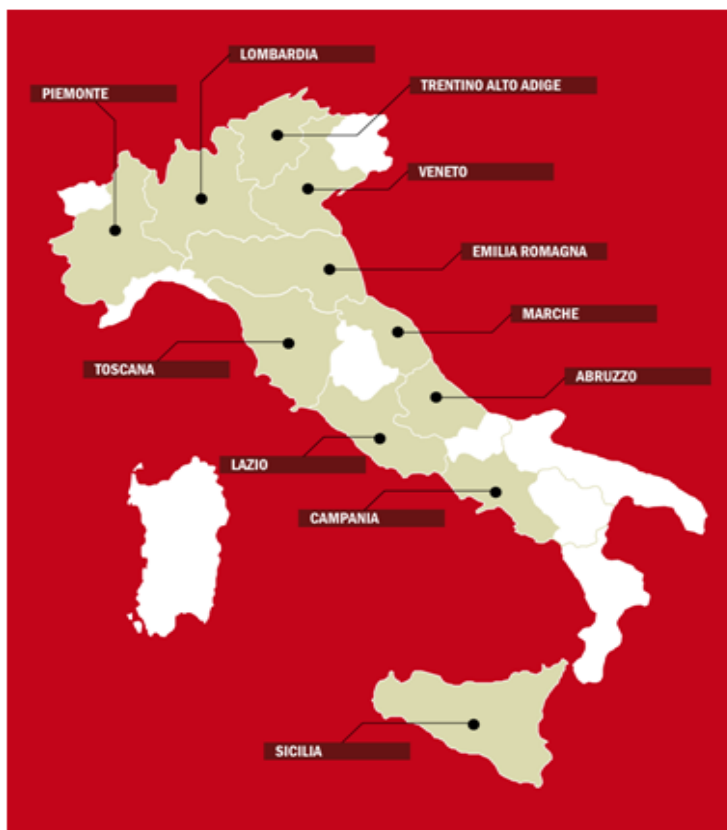 LOMBARDIA
TRENTINO ALTO ADIGE
PIEMONTE
VENETO
EMILIA ROMAGNA
MARCHE
TOSCANA
ABRUZZO
LAZIO
CAMPANIA
SICILIA